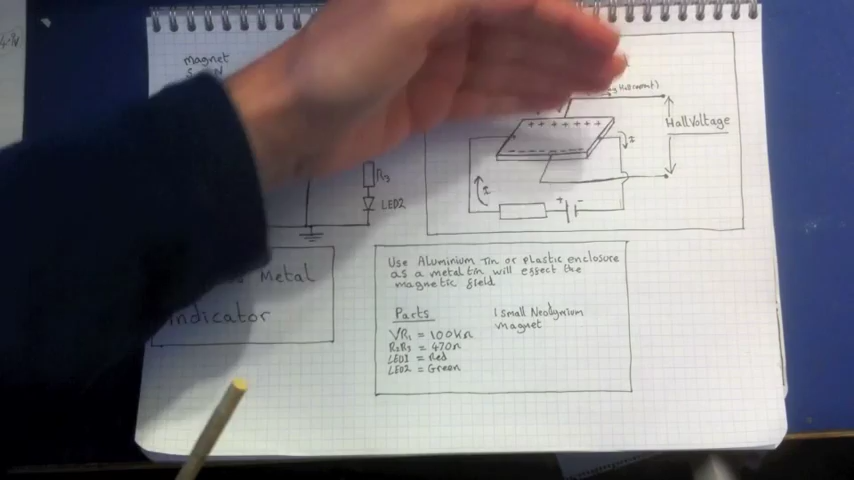 magnet
S N
R3
LED2
Hall Voltage
+ + + + + + +
I
I
+ -
Metal
Indicator
Use Aluminium Tin or plastic enclosure
as a metal tin will effect the
magnetic field
Parts
VR1 = 100KΩ
R2R3 = 470Ω
LED1 = Red
LED2 = Green
1 small Neodymium
magnet